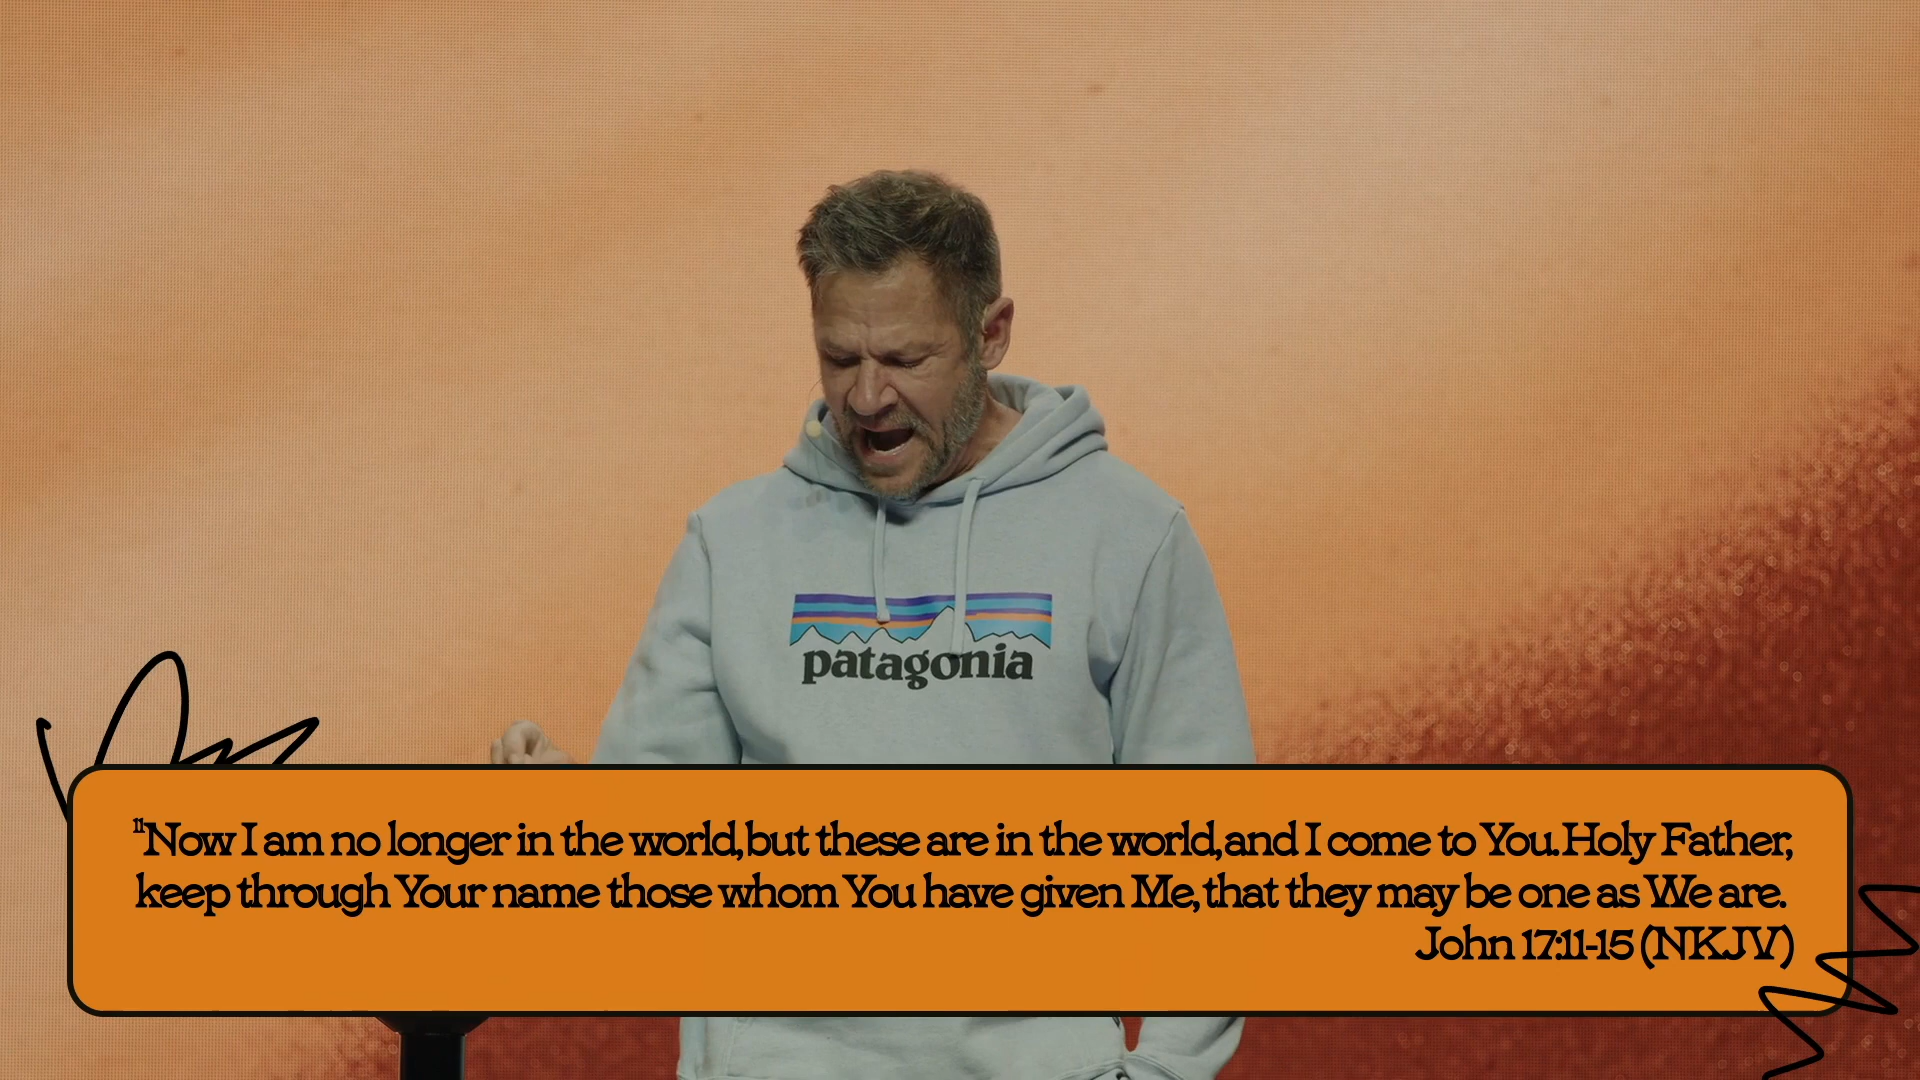 patagonia
¹¹Now I am no longer in the world, but these are in the world, and I come to You. Holy Father,
keep through Your name those whom You have given Me, that they may be one as We are.
John 17:11-15 (NKJV)